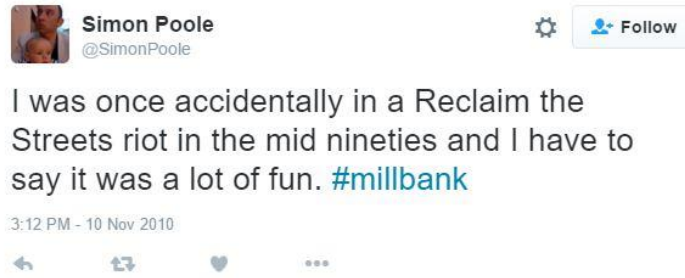 Simon Poole
@SimonPoole
Follow
I was once accidentally in a Reclaim the
Streets riot in the mid nineties and I have to
say it was a lot of fun. #millbank
3:12 PM - 10 Nov 2010